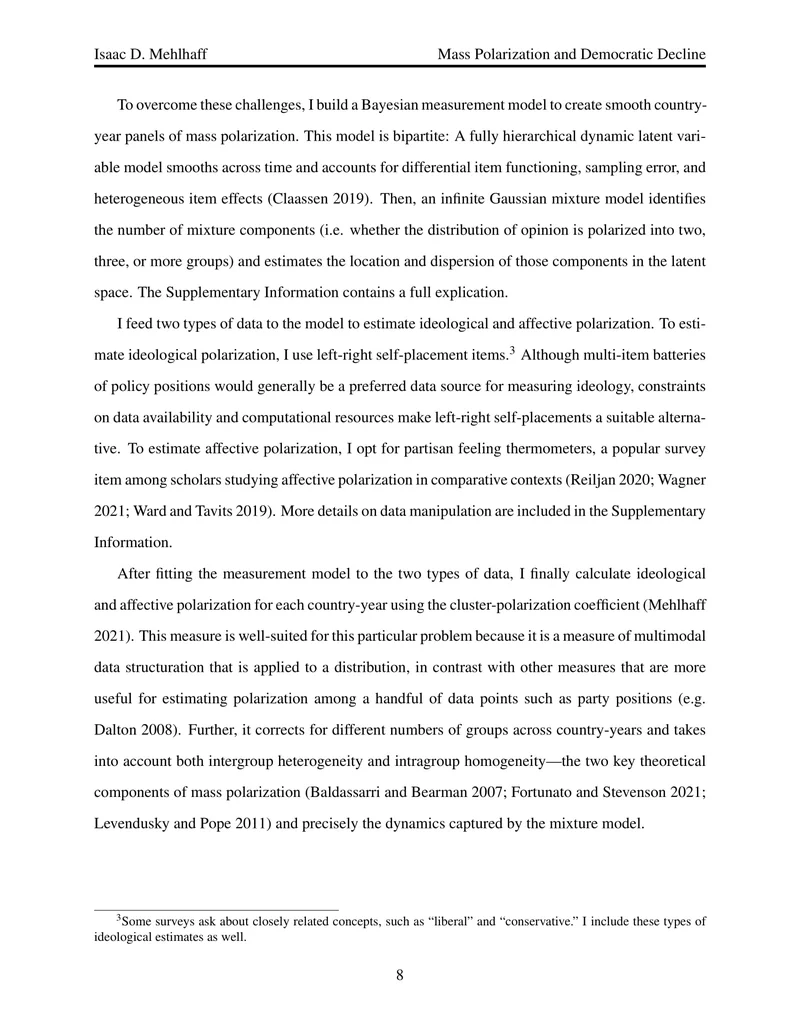 Isaac D. Mehlhaff Mass Polarization and Democratic Decline
To overcome these challenges, I build a Bayesian measurement model to create smooth country-
year panels of mass polarization. This model is bipartite: A fully hierarchical dynamic latent vari-
able model smooths across time and accounts for differential item functioning, sampling error, and
heterogeneous item effects (Claassen 2019). Then, an infinite Gaussian mixture model identifies
the number of mixture components (i.e. whether the distribution of opinion is polarized into two,
three, or more groups) and estimates the location and dispersion of those components in the latent
space. The Supplementary Information contains a full explication.
I feed two types of data to the model to estimate ideological and affective polarization. To esti-
mate ideological polarization, I use left-right self-placement items.3 Although multi-item batteries
of policy positions would generally be a preferred data source for measuring ideology, constraints
on data availability and computational resources make left-right self-placements a suitable alterna-
tive. To estimate affective polarization, I opt for partisan feeling thermometers, a popular survey
item among scholars studying affective polarization in comparative contexts (Reiljan 2020; Wagner
2021; Ward and Tavits 2019). More details on data manipulation are included in the Supplementary
Information.
After fitting the measurement model to the two types of data, I finally calculate ideological
and affective polarization for each country-year using the cluster-polarization coefficient (Mehlhaff
2021). This measure is well-suited for this particular problem because it is a measure of multimodal
data structuration that is applied to a distribution, in contrast with other measures that are more
useful for estimating polarization among a handful of data points such as party positions (e.g.
Dalton 2008). Further, it corrects for different numbers of groups across country-years and takes
into account both intergroup heterogeneity and intragroup homogeneity—the two key theoretical
components of mass polarization (Baldassarri and Bearman 2007; Fortunato and Stevenson 2021;
Levendusky and Pope 2011) and precisely the dynamics captured by the mixture model.
3Some surveys ask about closely related concepts, such as “liberal” and “conservative.” I include these types of
ideological estimates as well.
8